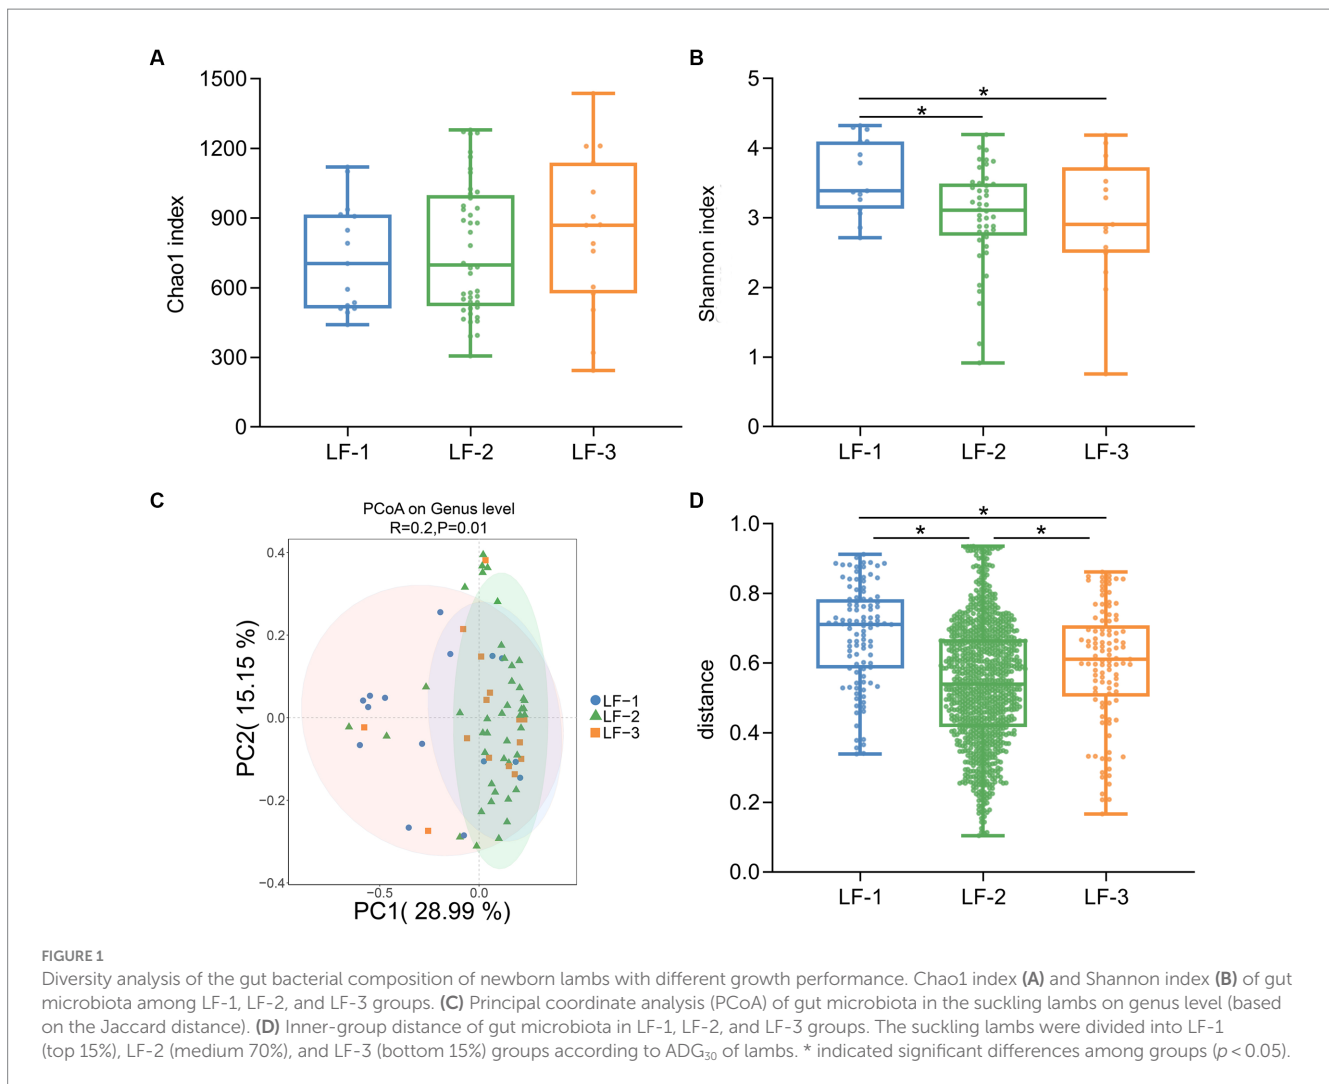 A
1500
1200
900
600
300
0
Chao1 index
LF-1
LF-2
LF-3
B
5
4
3
2
1
0
Shannon index
*
*
LF-1
LF-2
LF-3
C
PCoA on Genus level
R=0.2,P=0.01
0.4
0.2
0.0
−0.2
−0.4
PC2( 15.15 %)
−0.5
0.0
PC1( 28.99 %)
LF−1
LF−2
LF−3
D
1.0
0.8
0.6
0.4
0.2
0.0
distance
*
*
*
LF-1
LF-2
LF-3
FIGURE 1
Diversity analysis of the gut bacterial composition of newborn lambs with different growth performance. Chao1 index (A) and Shannon index (B) of gut
microbiota among LF-1, LF-2, and LF-3 groups. (C) Principal coordinate analysis (PCoA) of gut microbiota in the suckling lambs on genus level (based
on the Jaccard distance). (D) Inner-group distance of gut microbiota in LF-1, LF-2, and LF-3 groups. The suckling lambs were divided into LF-1
(top 15%), LF-2 (medium 70%), and LF-3 (bottom 15%) groups according to ADG₃₀ of lambs. * indicated significant differences among groups (p < 0.05).